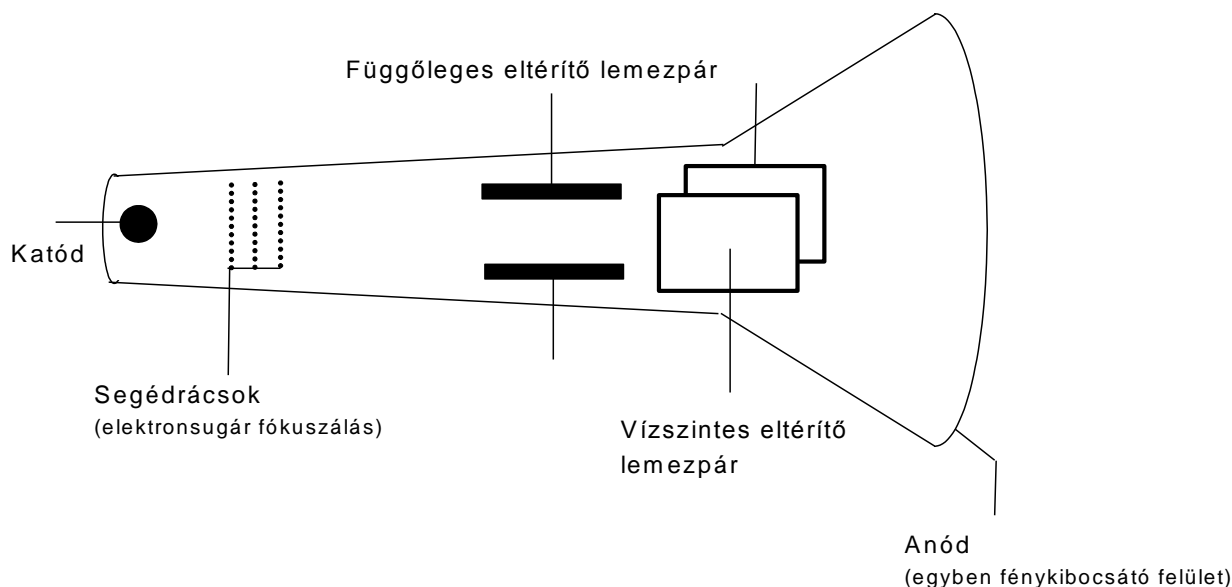 Függőleges eltérítő lemezpár
Katód
Segédrácsok
(elektronsugár fókuszálás)
Vízszintes eltérítő
lemezpár
Anód
(egyben fénykibocsátó felület)